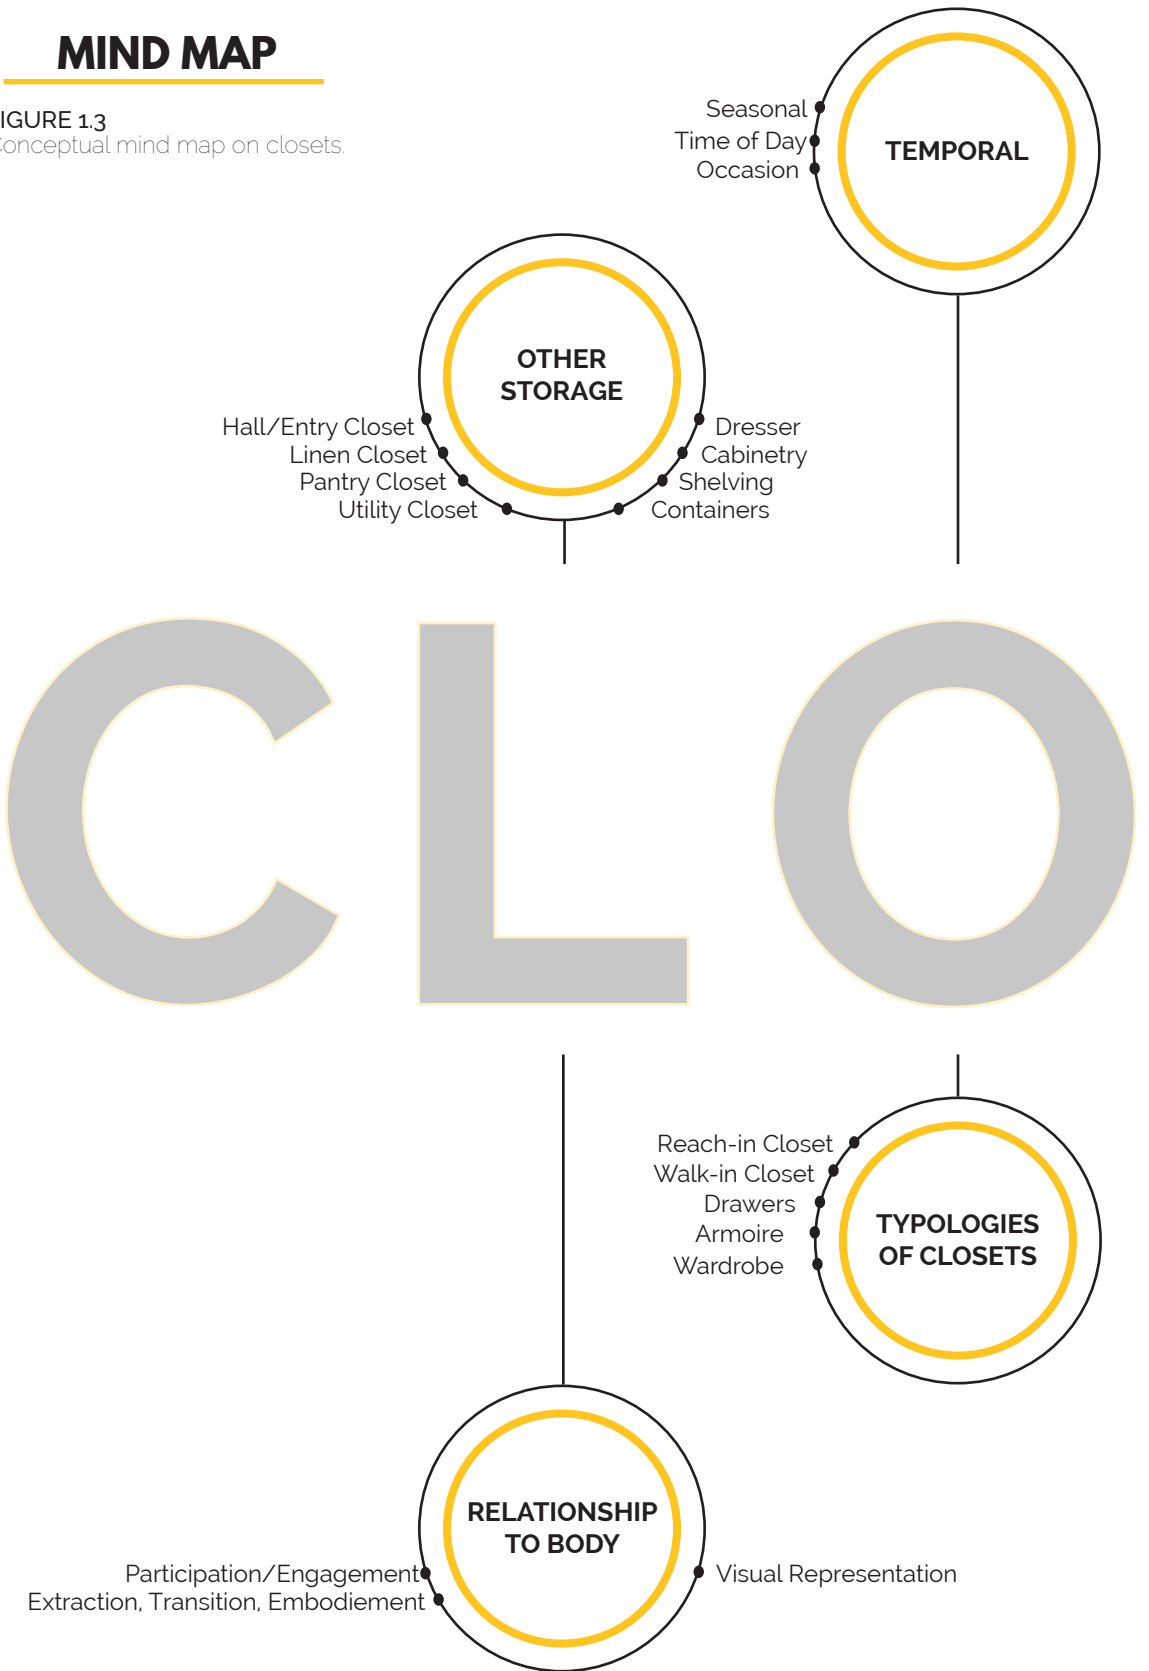 MIND MAP
IGURE 1.3
onceptual mind map on closets.
Seasonal
Time of Day
Occasion
TEMPORAL
OTHER
STORAGE
Hall/Entry Closet
Linen Closet
Pantry Closet
Utility Closet
Dresser
Cabinetry
Shelving
Containers
CLO
Reach-in Closet
Walk-in Closet
Drawers
Armoire
Wardrobe
TYPOLOGIES
OF CLOSETS
RELATIONSHIP
TO BODY
Participation/Engagement
Extraction, Transition, Embodiement
Visual Representation